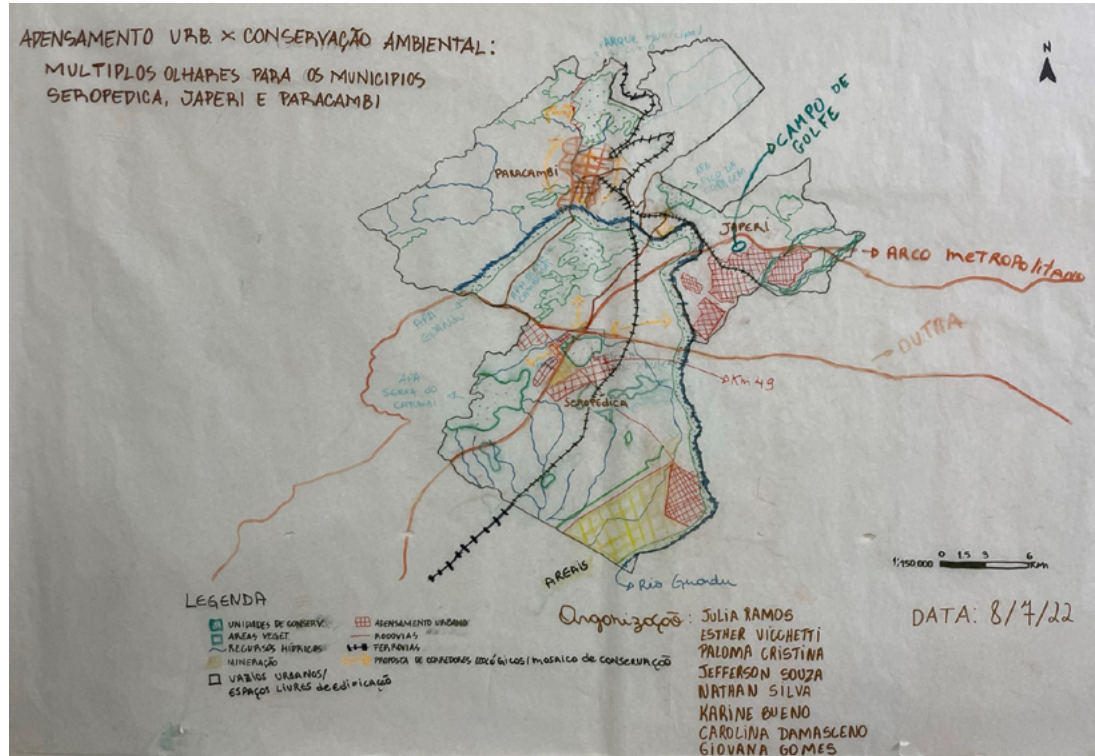 ADENSAMENTO URB. × CONSERVAÇÃO AMBIENTAL:
MULTIPLOS OLHARES PARA OS MUNICIPIOS
SEROPEDICA, JAPERI E PARACAMBI
N
PARQUE MUNICIPAL
CAMPO DE
GOLFE
PARACAMBI
APA
JAPERI
ARCO METROPOLITANO
APA
GUANDU
DUTRA
APA
SERRA DO
Km 49
SEROPEDICA
AREAIS
Rio Guandu
1:150.000
0 1.5 3 6
Km
LEGENDA
UNIDADES DE CONSERV.
AREAS VEGET.
RECURSOS HÍDRICOS
MINERAÇÃO
VAZIOS URBANOS/
ESPAÇOS LIVRES de EDIFICAÇÃO
ADENSAMENTO URBANO
RODOVIAS
FERROVIAS
PROPOSTA DE CORREDORES ECOLÓGICOS/MOSAICO DE CONSERVAÇÃO
Organização: JULIA RAMOS
ESTHER VICCHETTI
PALOMA CRISTINA
JEFFERSON SOUZA
NATHAN SILVA
KARINE BUENO
CAROLINA DAMASCENO
GIOVANA GOMES
DATA: 8/7/22